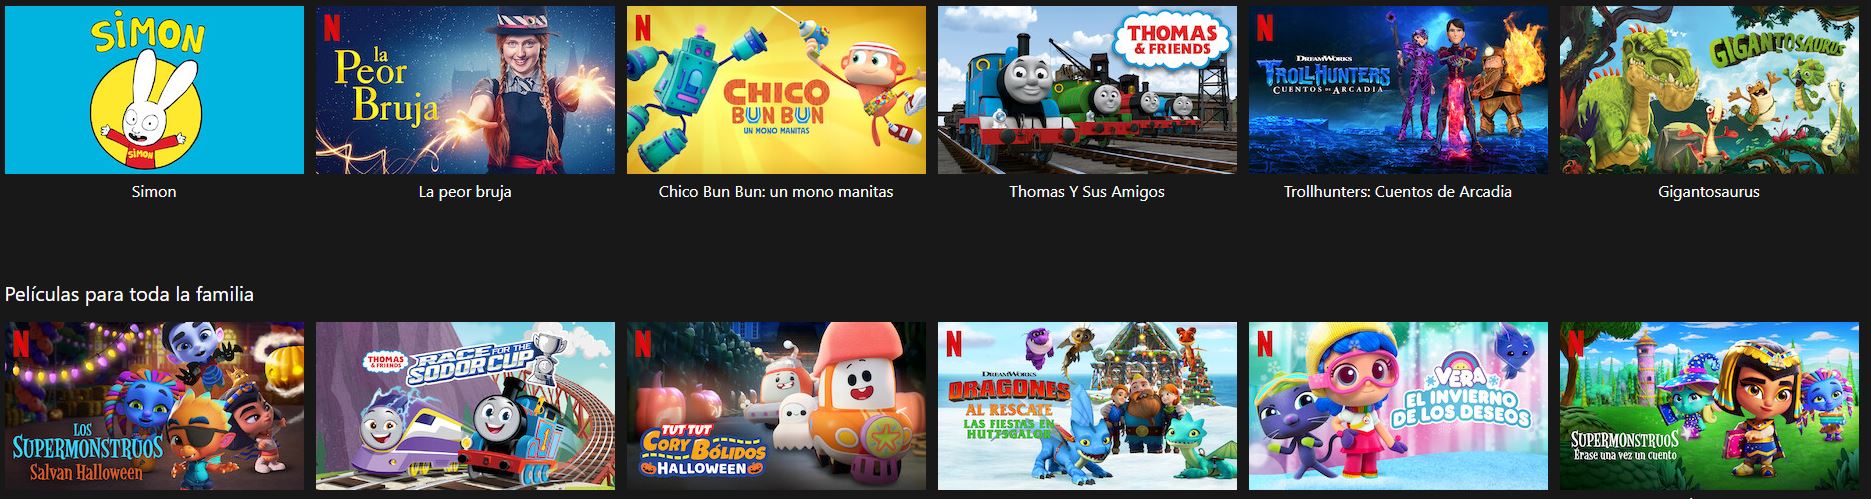 SiMON
SIMON
N
la
Peor
Bruja
N
CHICO
BUN BUN
UN MONO MANITAS
THOMAS
& FRIENDS
N
DREAMWORKS
TROLLHUNTERS
CUENTOS DE ARCADIA
GIGANTOSAURUS
Simon
La peor bruja
Chico Bun Bun: un mono manitas
Thomas Y Sus Amigos
Trollhunters: Cuentos de Arcadia
Gigantosaurus
Películas para toda la familia
N
LOS
SUPERMONSTRUOS
Salvan Halloween
THOMAS
& FRIENDS
RACE FOR THE
SODOR CUP
N
TUT TUT
CORY BÓLIDOS
HALLOWEEN
N
DREAMWORKS
DRAGONES
AL RESCATE
LAS FIESTAS EN
HUTTSGALOR
N
VERA
EL INVIERNO
DE LOS DESEOS
N
SUPERMONSTRUOS
Érase una vez un cuento